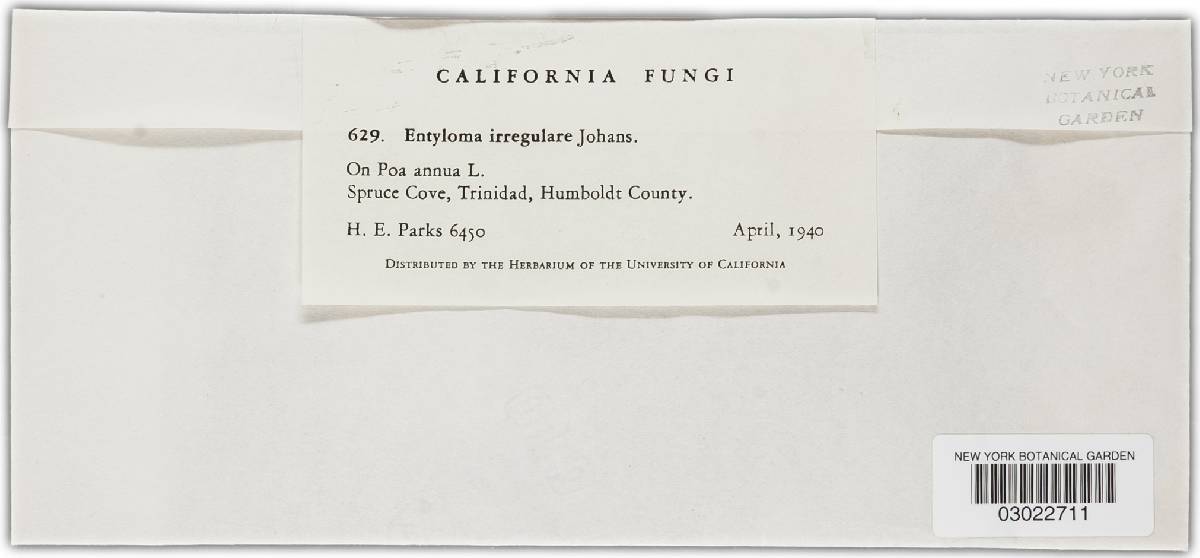 CALIFORNIA FUNGI
NEW YORK
BOTANICAL
GARDEN
629. Entyloma irregulare Johans.
On Poa annua L.
Spruce Cove, Trinidad, Humboldt County.
H. E. Parks 6450 April, 1940
DISTRIBUTED BY THE HERBARIUM OF THE UNIVERSITY OF CALIFORNIA
NEW YORK BOTANICAL GARDEN
03022711